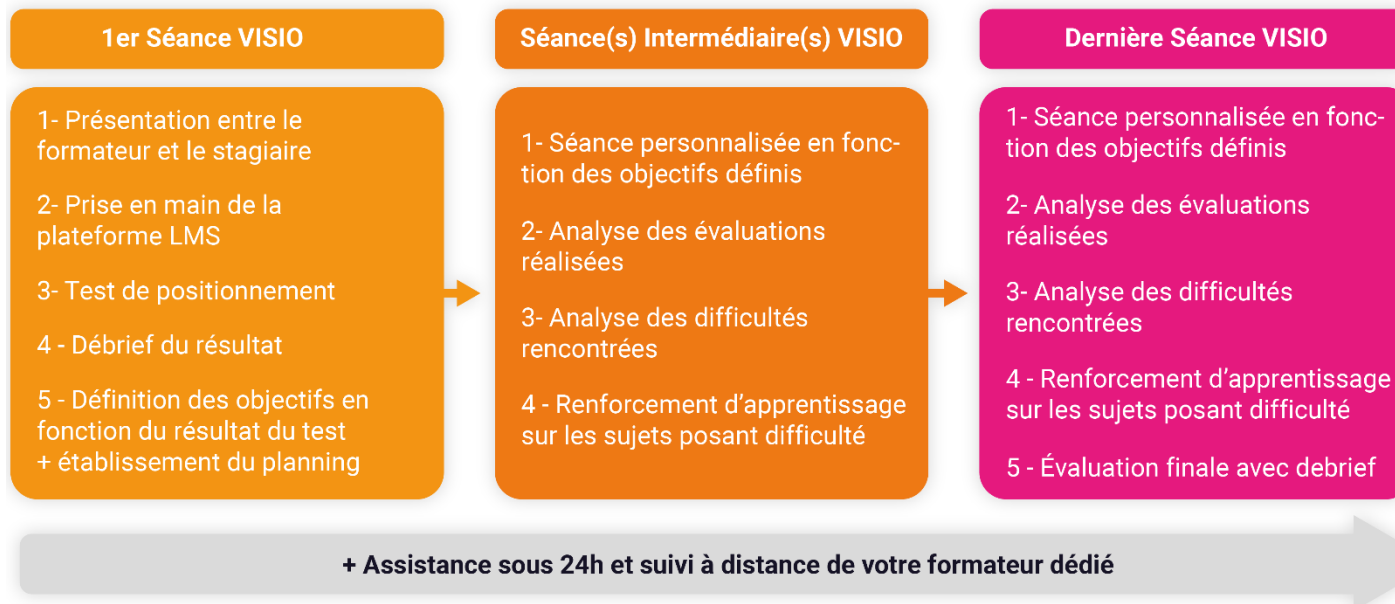 1er Séance VISIO
1- Présentation entre le
formateur et le stagiaire
2- Prise en main de la
plateforme LMS
3- Test de positionnement
4 - Débrief du résultat
5 - Définition des objectifs en
fonction du résultat du test
+ établissement du planning
Séance(s) Intermédiaire(s) VISIO
1- Séance personnalisée en fonc-
tion des objectifs définis
2- Analyse des évaluations
réalisées
3- Analyse des difficultés
rencontrées
4 - Renforcement d’apprentissage
sur les sujets posant difficulté
Dernière Séance VISIO
1- Séance personnalisée en fonc-
tion des objectifs définis
2- Analyse des évaluations
réalisées
3- Analyse des difficultés
rencontrées
4 - Renforcement d’apprentissage
sur les sujets posant difficulté
5 - Évaluation finale avec debrief
+ Assistance sous 24h et suivi à distance de votre formateur dédié